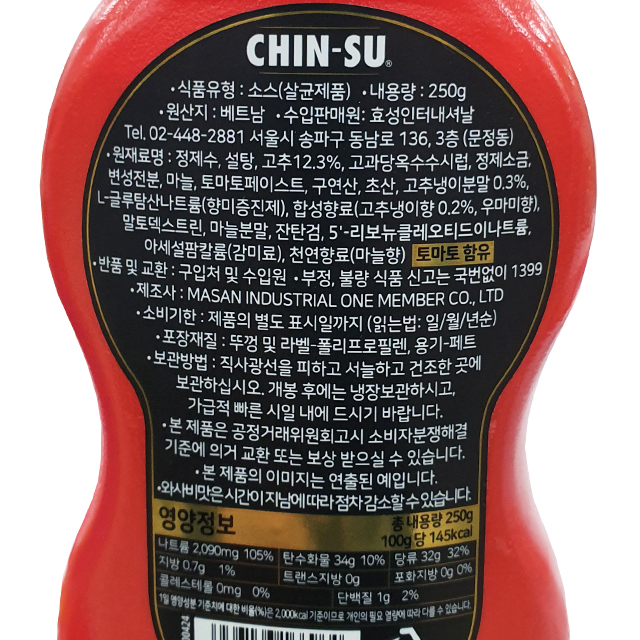 CHIN-SU®
•식품유형 : 소스(살균제품) •내용량 : 250g
•원산지 : 베트남 •수입판매원: 효성인터내셔날
Tel. 02-448-2881 서울시 송파구 동남로 136, 3층 (문정동)
•원재료명 : 정제수, 설탕, 고추12.3%, 고과당옥수수시럽, 정제소금,
변성전분, 마늘, 토마토페이스트, 구연산, 초산, 고추냉이분말 0.3%,
L-글루탐산나트륨(향미증진제), 합성향료(고추냉이향 0.2%, 우마미향),
말토덱스트린, 마늘분말, 잔탄검, 5'-리보뉴클레오티드이나트륨,
아세설팜칼륨(감미료), 천연향료(마늘향) 토마토 함유
•반품 및 교환 : 구입처 및 수입원 •부정, 불량 식품 신고는 국번없이 1399
•제조사 : MASAN INDUSTRIAL ONE MEMBER CO., LTD
•소비기한 : 제품의 별도 표시일까지 (읽는법: 일/월/년순)
•포장재질 : 뚜껑 및 라벨-폴리프로필렌, 용기-페트
•보관방법 : 직사광선을 피하고 서늘하고 건조한 곳에
보관하십시오. 개봉 후에는 냉장보관하시고,
가급적 빠른 시일 내에 드시기 바랍니다.
•본 제품은 공정거래위원회고시 소비자분쟁해결
기준에 의거 교환 또는 보상 받으실 수 있습니다.
•본 제품의 이미지는 연출된 예입니다.
•와사비맛은 시간이 지남에 따라 점차 감소할 수 있습니다.
영양정보 총 내용량 250g
100g 당 145kcal
나트륨 2,090mg 105% 탄수화물 34g 10% 당류 32g 32%
지방 0.7g 1% 트랜스지방 0g 포화지방 0g 0%
콜레스테롤 0mg 0% 단백질 1g 2%
1일 영양성분 기준치에 대한 비율(%)은 2,000kcal 기준이므로 개인의 필요 열량에 따라 다를 수 있습니다.